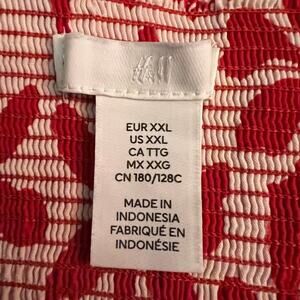 H&M
EUR XXL
US XXL
CA TTG
MX XXG
CN 180/128C
MADE IN
INDONESIA
FABRIQUÉ EN
INDONÉSIE